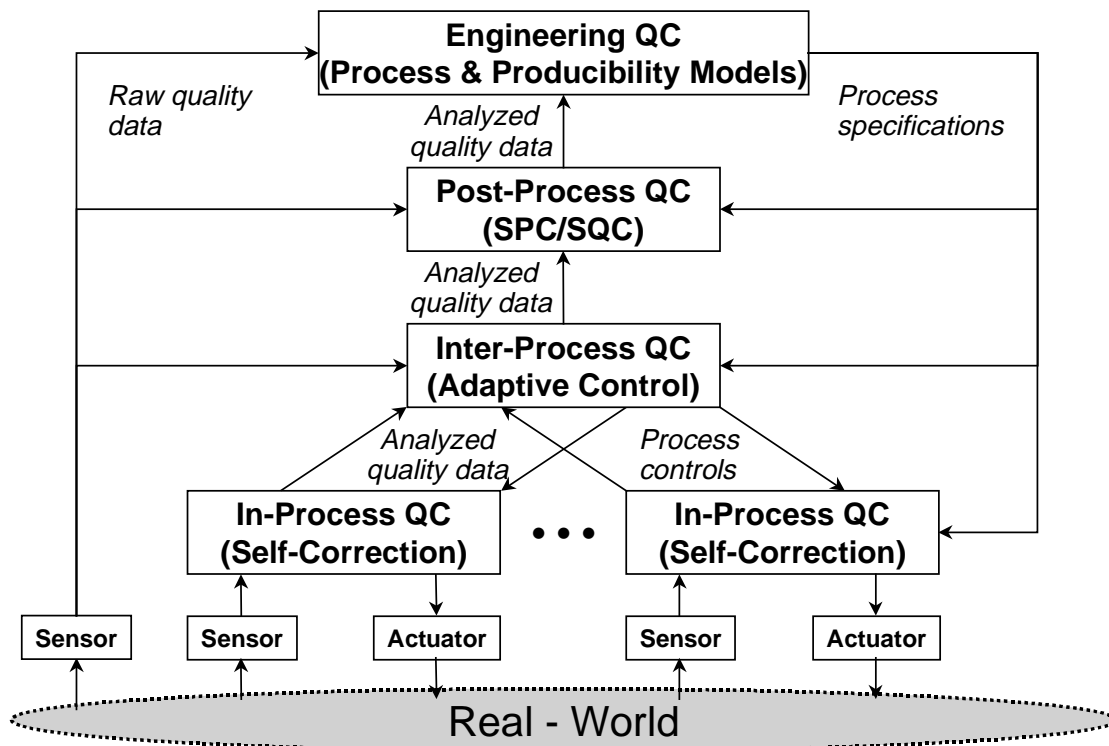 Engineering QC
(Process & Producibility Models)
Raw quality
data
Analyzed
quality data
Process
specifications
Post-Process QC
(SPC/SQC)
Analyzed
quality data
Inter-Process QC
(Adaptive Control)
Analyzed
quality data
Process
controls
In-Process QC
(Self-Correction)
In-Process QC
(Self-Correction)
Sensor
Sensor
Actuator
Sensor
Actuator
Real - World